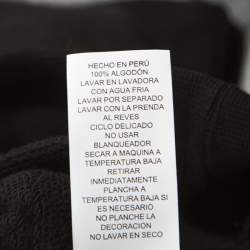 HECHO EN PERÚ
100% ALGODÓN
LAVAR EN LAVADORA
CON AGUA FRIA
LAVAR POR SEPARADO
LAVAR CON LA PRENDA
AL REVES
CICLO DELICADO
NO USAR
BLANQUEADOR
SECAR A MAQUINA A
TEMPERATURA BAJA
RETIRAR
INMEDIATAMENTE
PLANCHA A
TEMPERATURA BAJA SI
ES NECESARIO
NO PLANCHE LA
DECORACION
NO LAVAR EN SECO